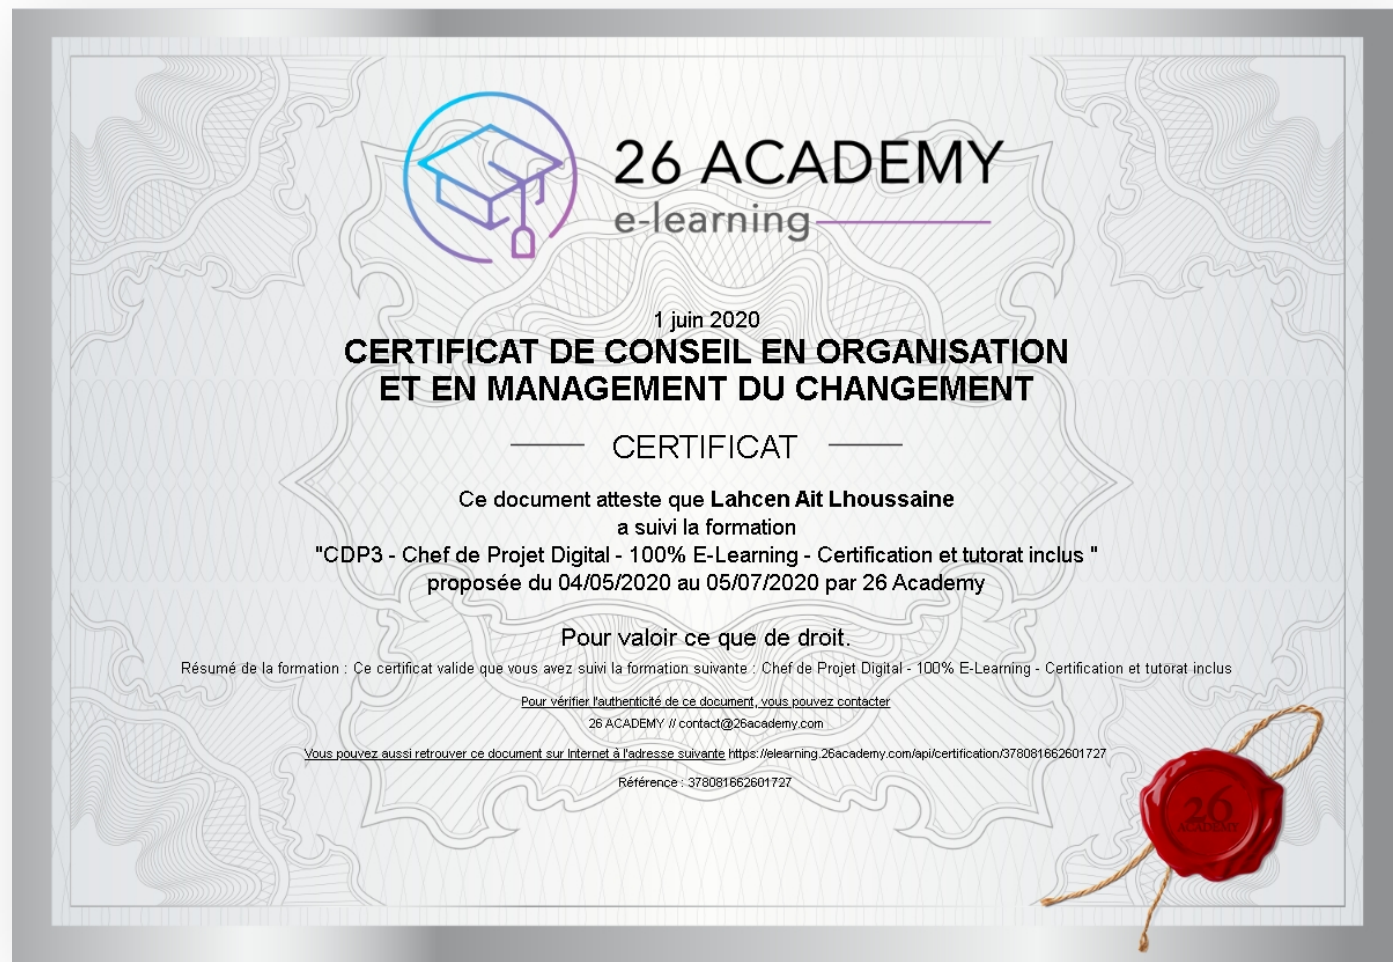 26 ACADEMY
e-learning
1 juin 2020
CERTIFICAT DE CONSEIL EN ORGANISATION
ET EN MANAGEMENT DU CHANGEMENT
CERTIFICAT
Ce document atteste que Lahcen Ait Lhoussaine
a suivi la formation
"CDP3 - Chef de Projet Digital - 100% E-Learning - Certification et tutorat inclus "
proposée du 04/05/2020 au 05/07/2020 par 26 Academy
Pour valoir ce que de droit.
Résumé de la formation : Ce certificat valide que vous avez suivi la formation suivante : Chef de Projet Digital - 100% E-Learning - Certification et tutorat inclus
Pour vérifier l'authenticité de ce document, vous pouvez contacter
26 ACADEMY // contact@26academy.com
Vous pouvez aussi retrouver ce document sur Internet à l'adresse suivante https://elearning.26academy.com/api/certification/378081662601727
Référence : 378081662601727
26
ACADEMY